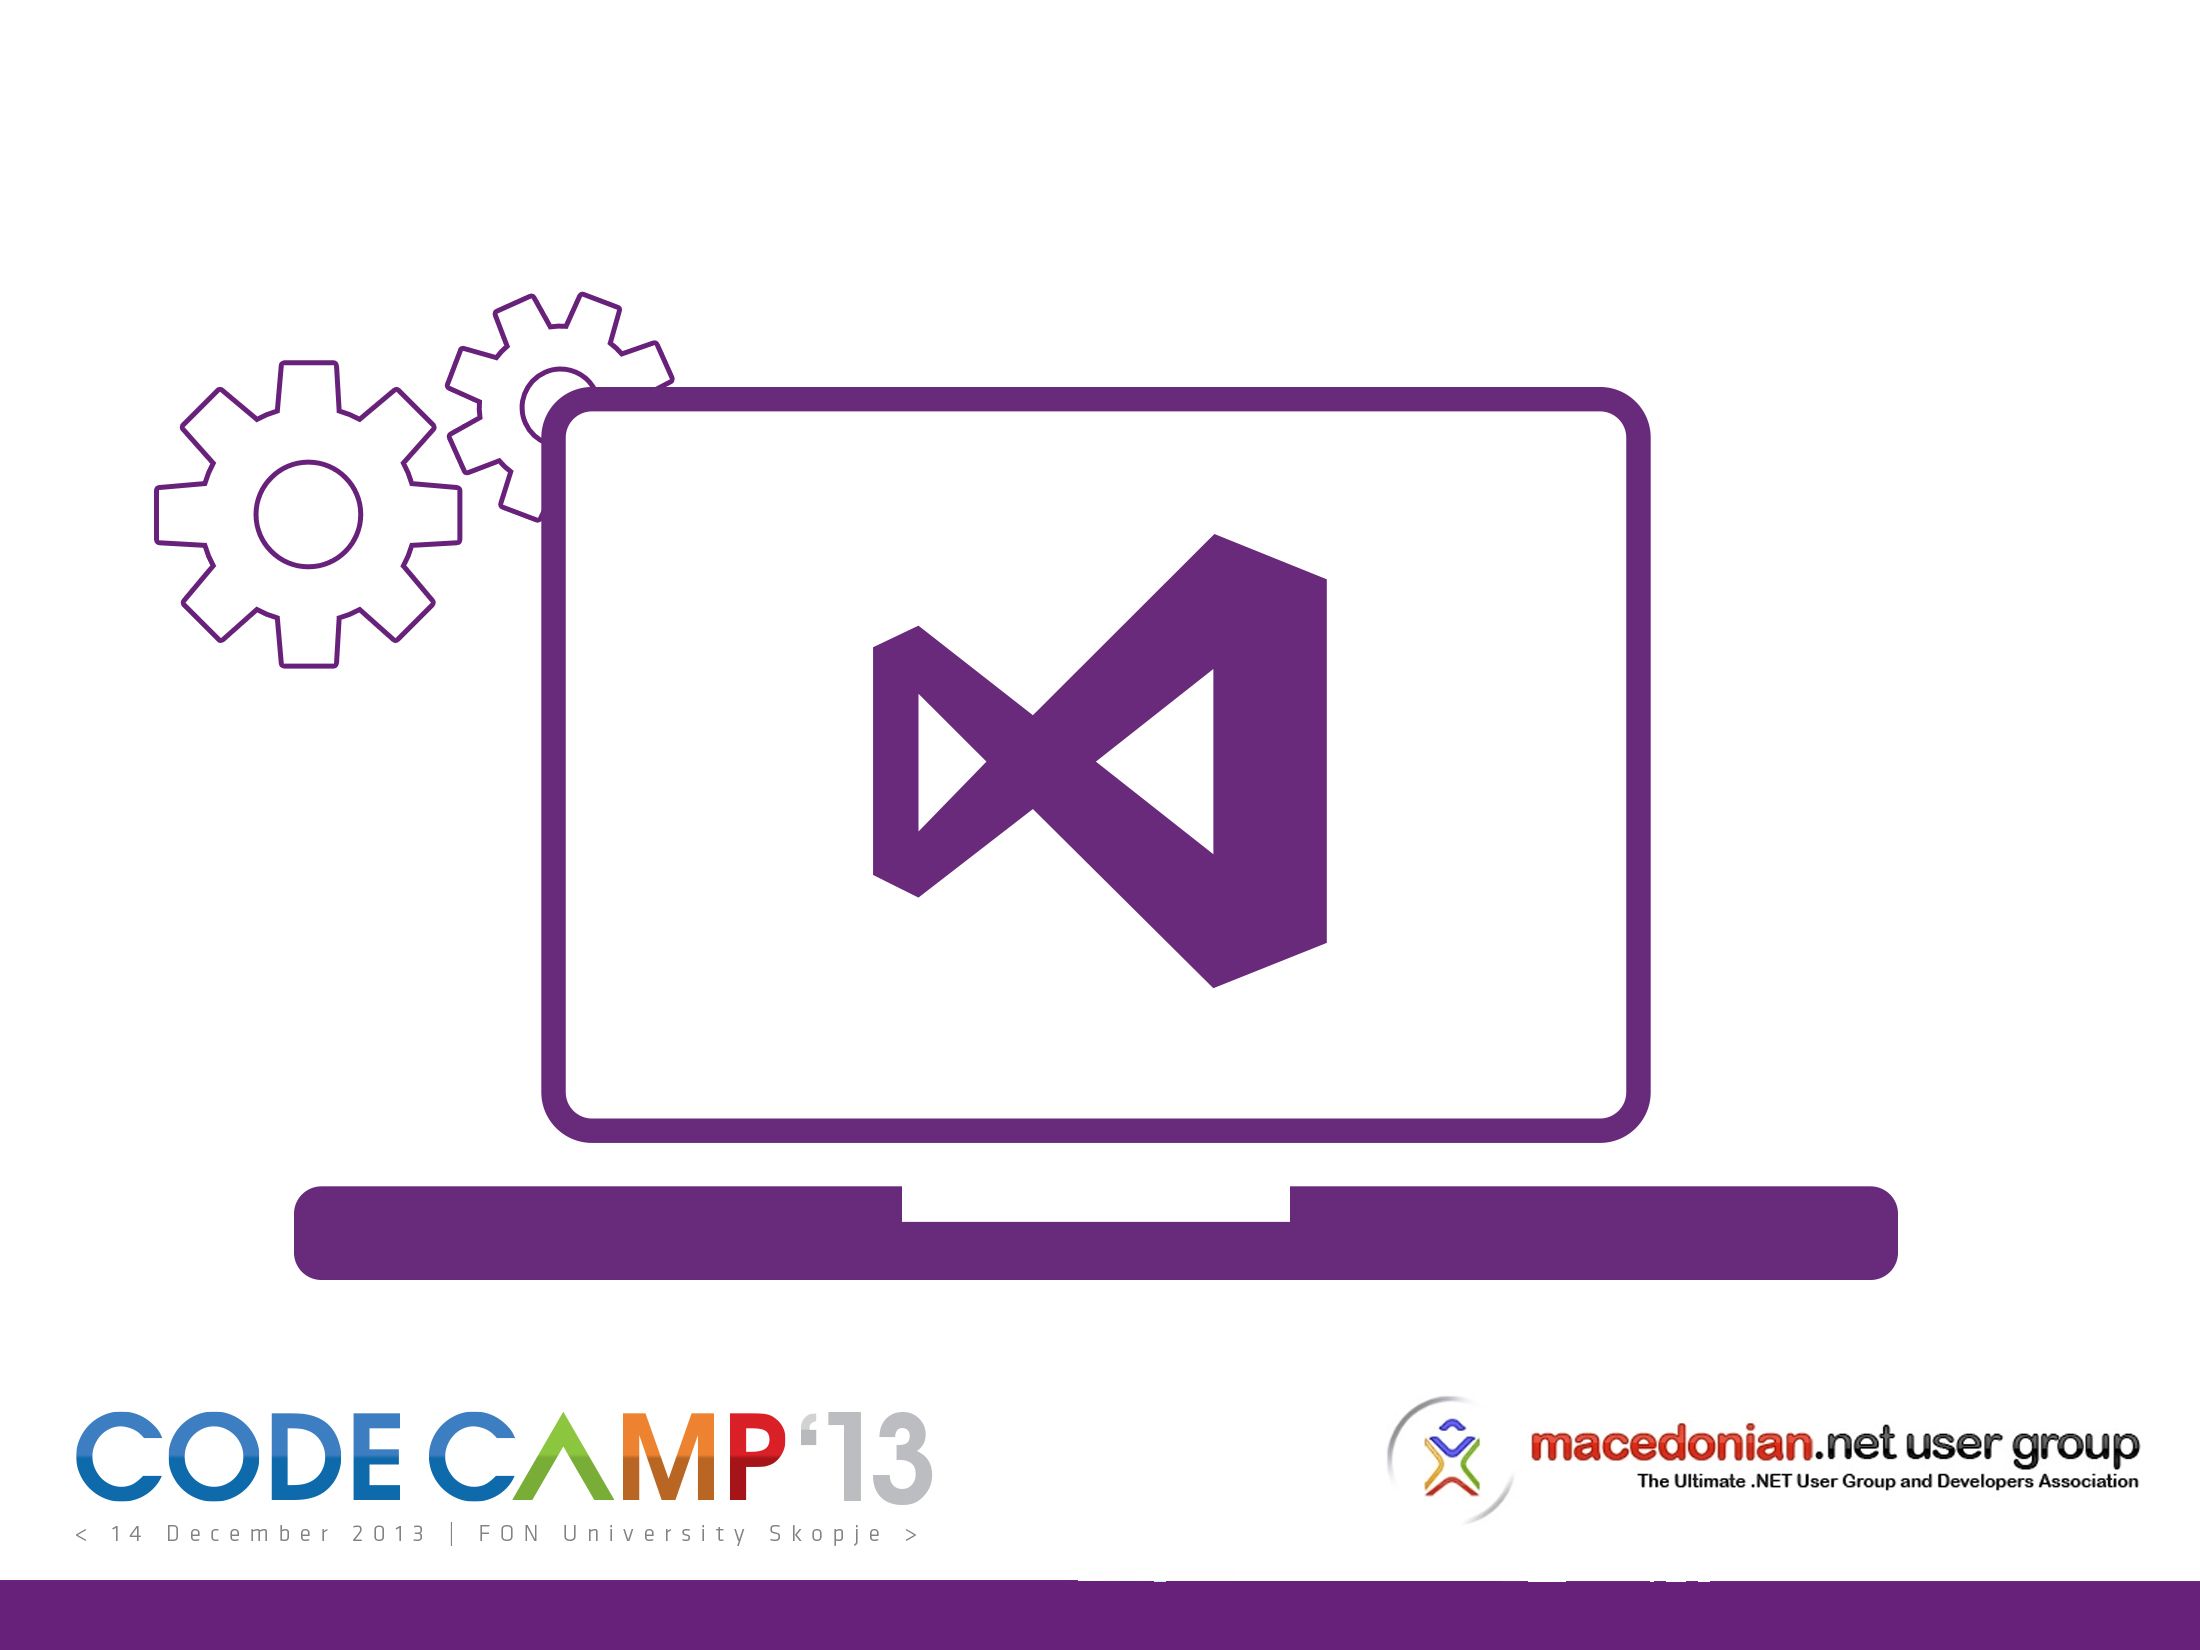 CODE CAMP ‘13
< 14 December 2013 | FON University Skopje >
macedonian.net user group
The Ultimate .NET User Group and Developers Association